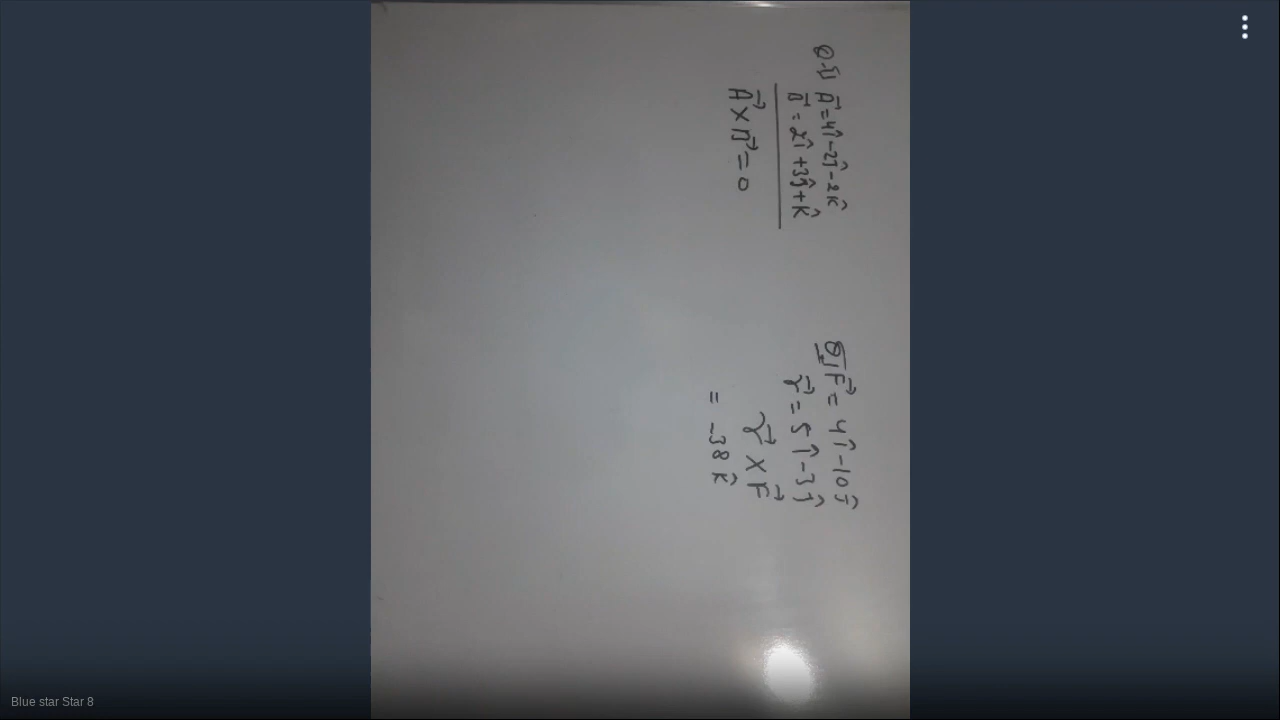 Q.1] A⃗ = 4î - 2ĵ - 2k̂
B⃗ = 2î + 3ĵ + k̂
A⃗ × B⃗ = 0
Q] F⃗ = 4î - 10ĵ
r⃗ = 5î - 3ĵ
r⃗ × F⃗
= -38 k̂
Blue star Star 8